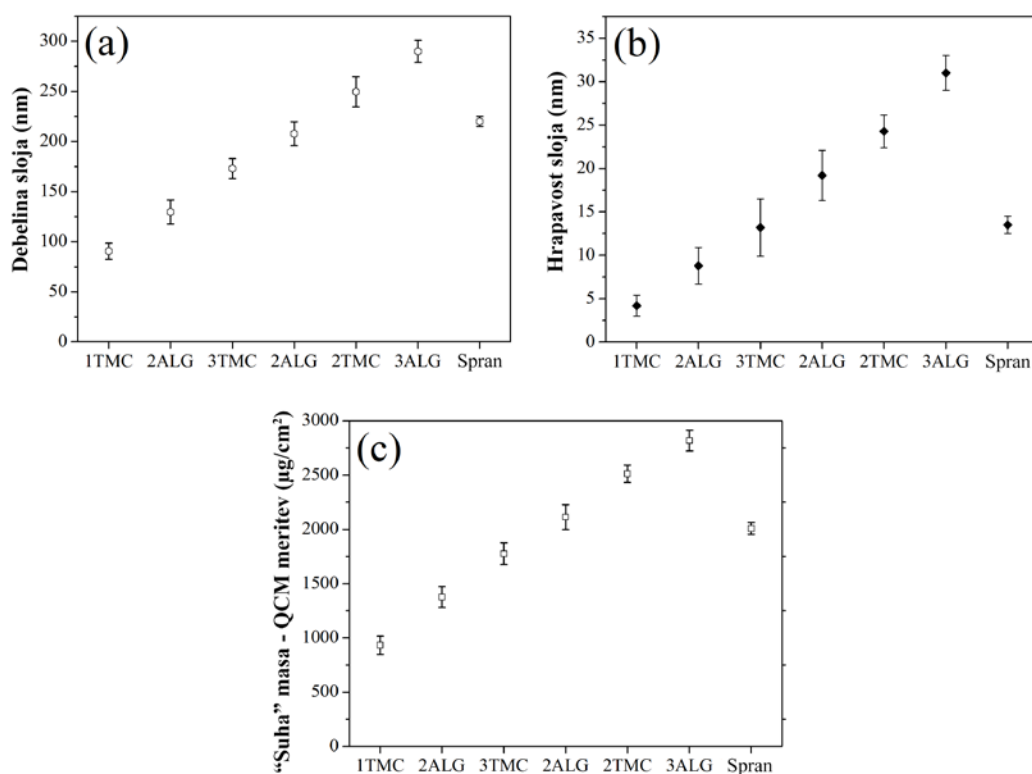 (a)
Debelina sloja (nm)
300
250
200
150
100
50
0
1TMC 2ALG 3TMC 2ALG 2TMC 3ALG Spran
(b)
Hrapavost sloja (nm)
35
30
25
20
15
10
5
0
1TMC 2ALG 3TMC 2ALG 2TMC 3ALG Spran
(c)
“Suha” masa - QCM meritev (µg/cm²)
3000
2500
2000
1500
1000
500
0
1TMC 2ALG 3TMC 2ALG 2TMC 3ALG Spran